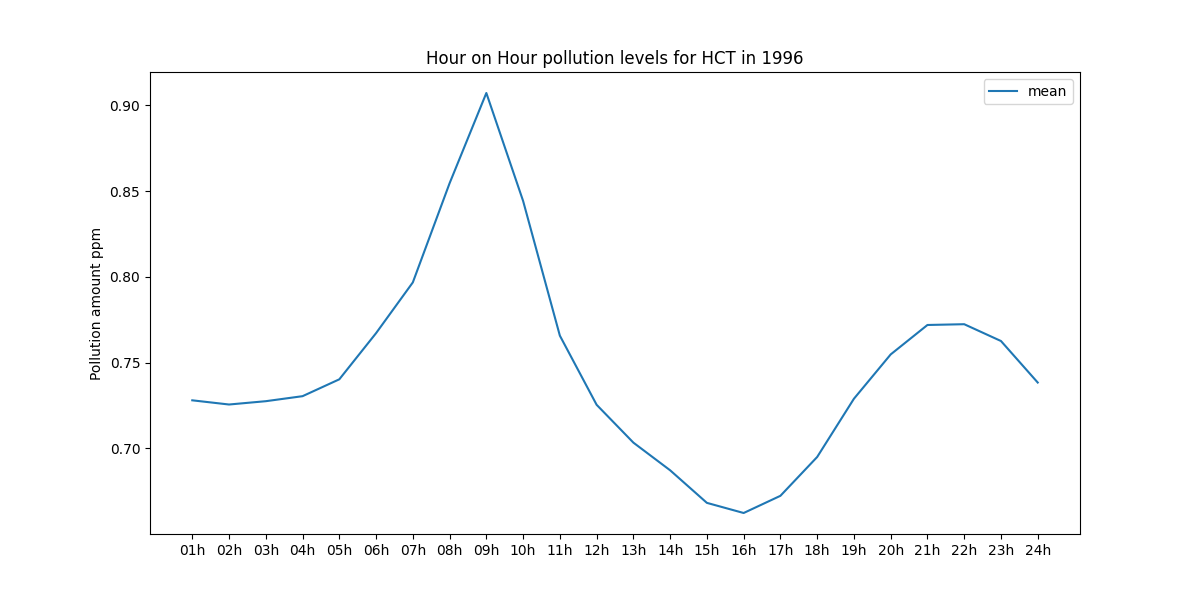 Hour on Hour pollution levels for HCT in 1996
mean
Pollution amount ppm
0.90
0.85
0.80
0.75
0.70
01h 02h 03h 04h 05h 06h 07h 08h 09h 10h 11h 12h 13h 14h 15h 16h 17h 18h 19h 20h 21h 22h 23h 24h